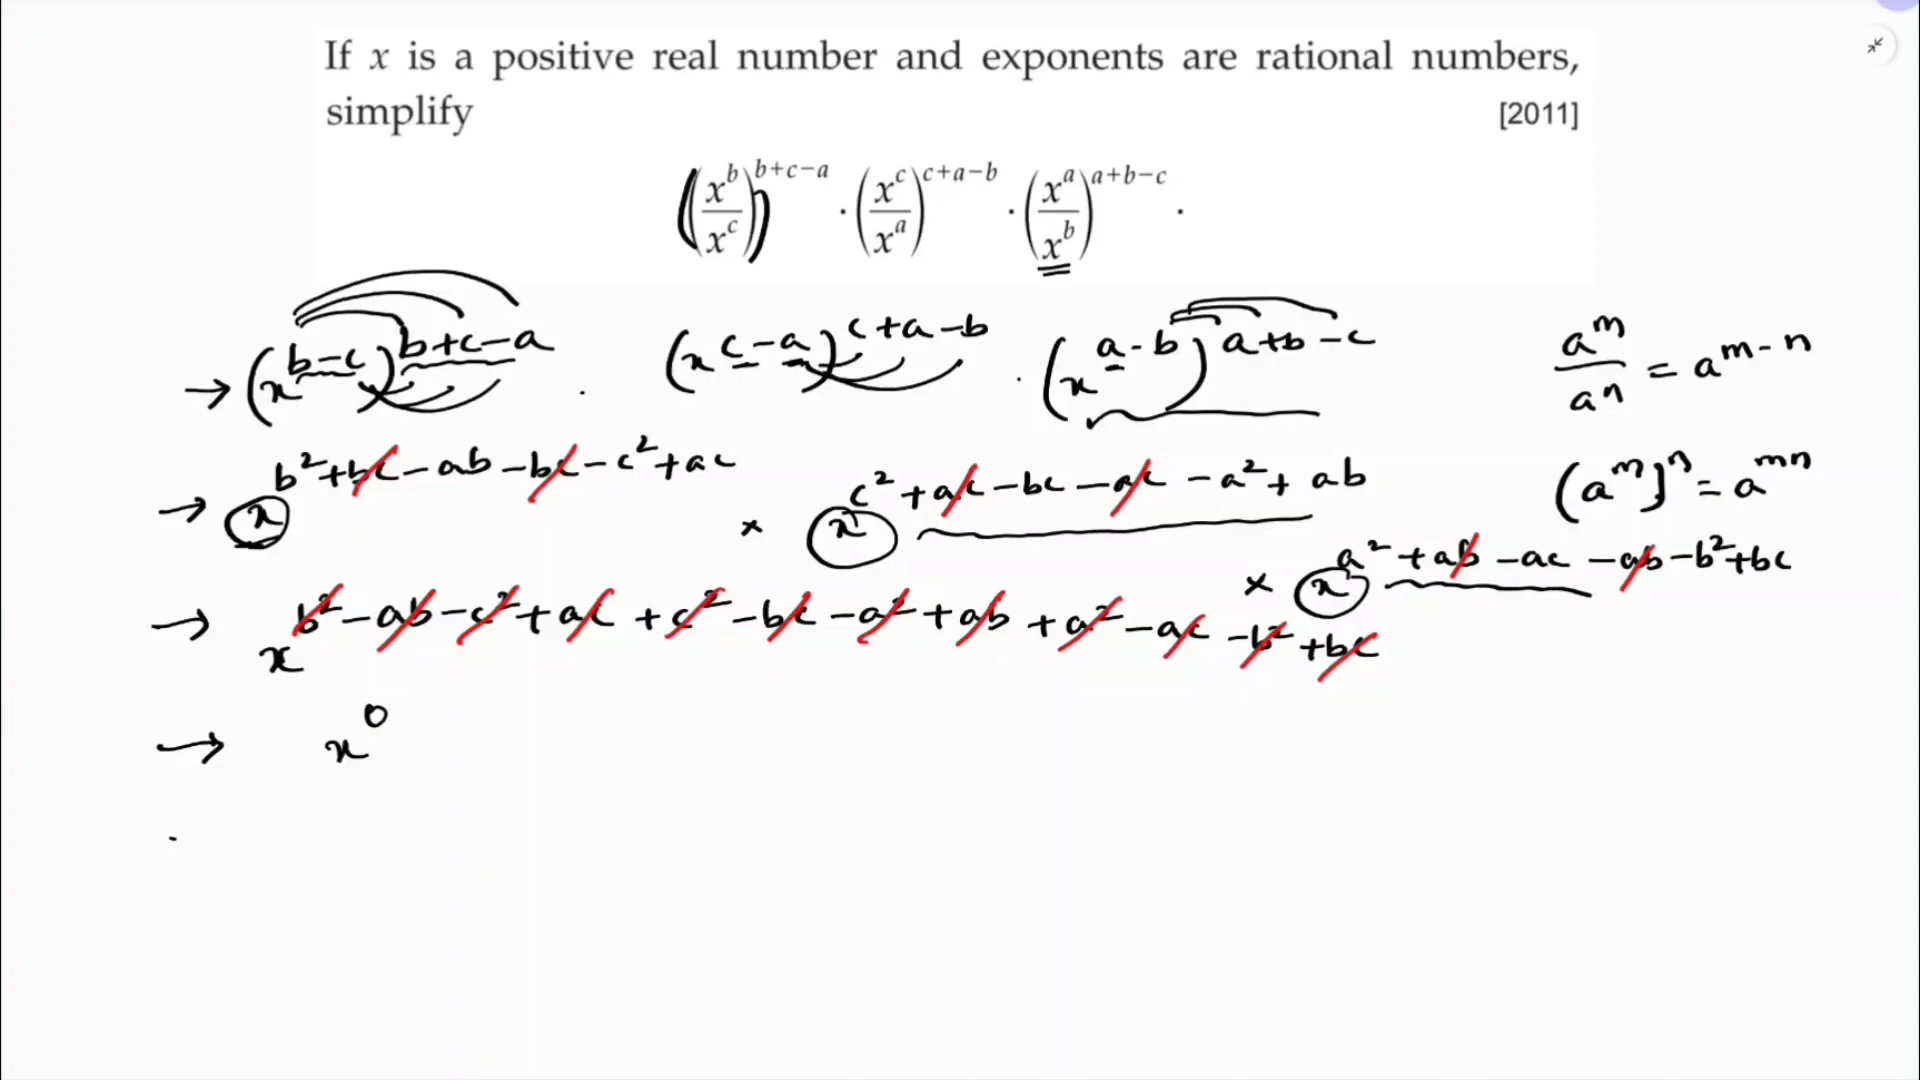 If x is a positive real number and exponents are rational numbers,
simplify [2011]
(x^b/x^c)^(b+c−a) · (x^c/x^a)^(c+a−b) · (x^a/x^b)^(a+b−c) .
→ (x^(b−c))^(b+c−a) . (x^(c−a))^(c+a−b) . (x^(a−b))^(a+b−c)
a^m/a^n = a^(m−n)
→ x^(b²+bc−ab−bc−c²+ac) × x^(c²+ac−bc−ac−a²+ab)
(a^m)^n = a^(mn)
× x^(a²+ab−ac−ab−b²+bc)
→ x^(b²−ab−c²+ac+c²−bc−a²+ab+a²−ac−b²+bc)
→ x^0